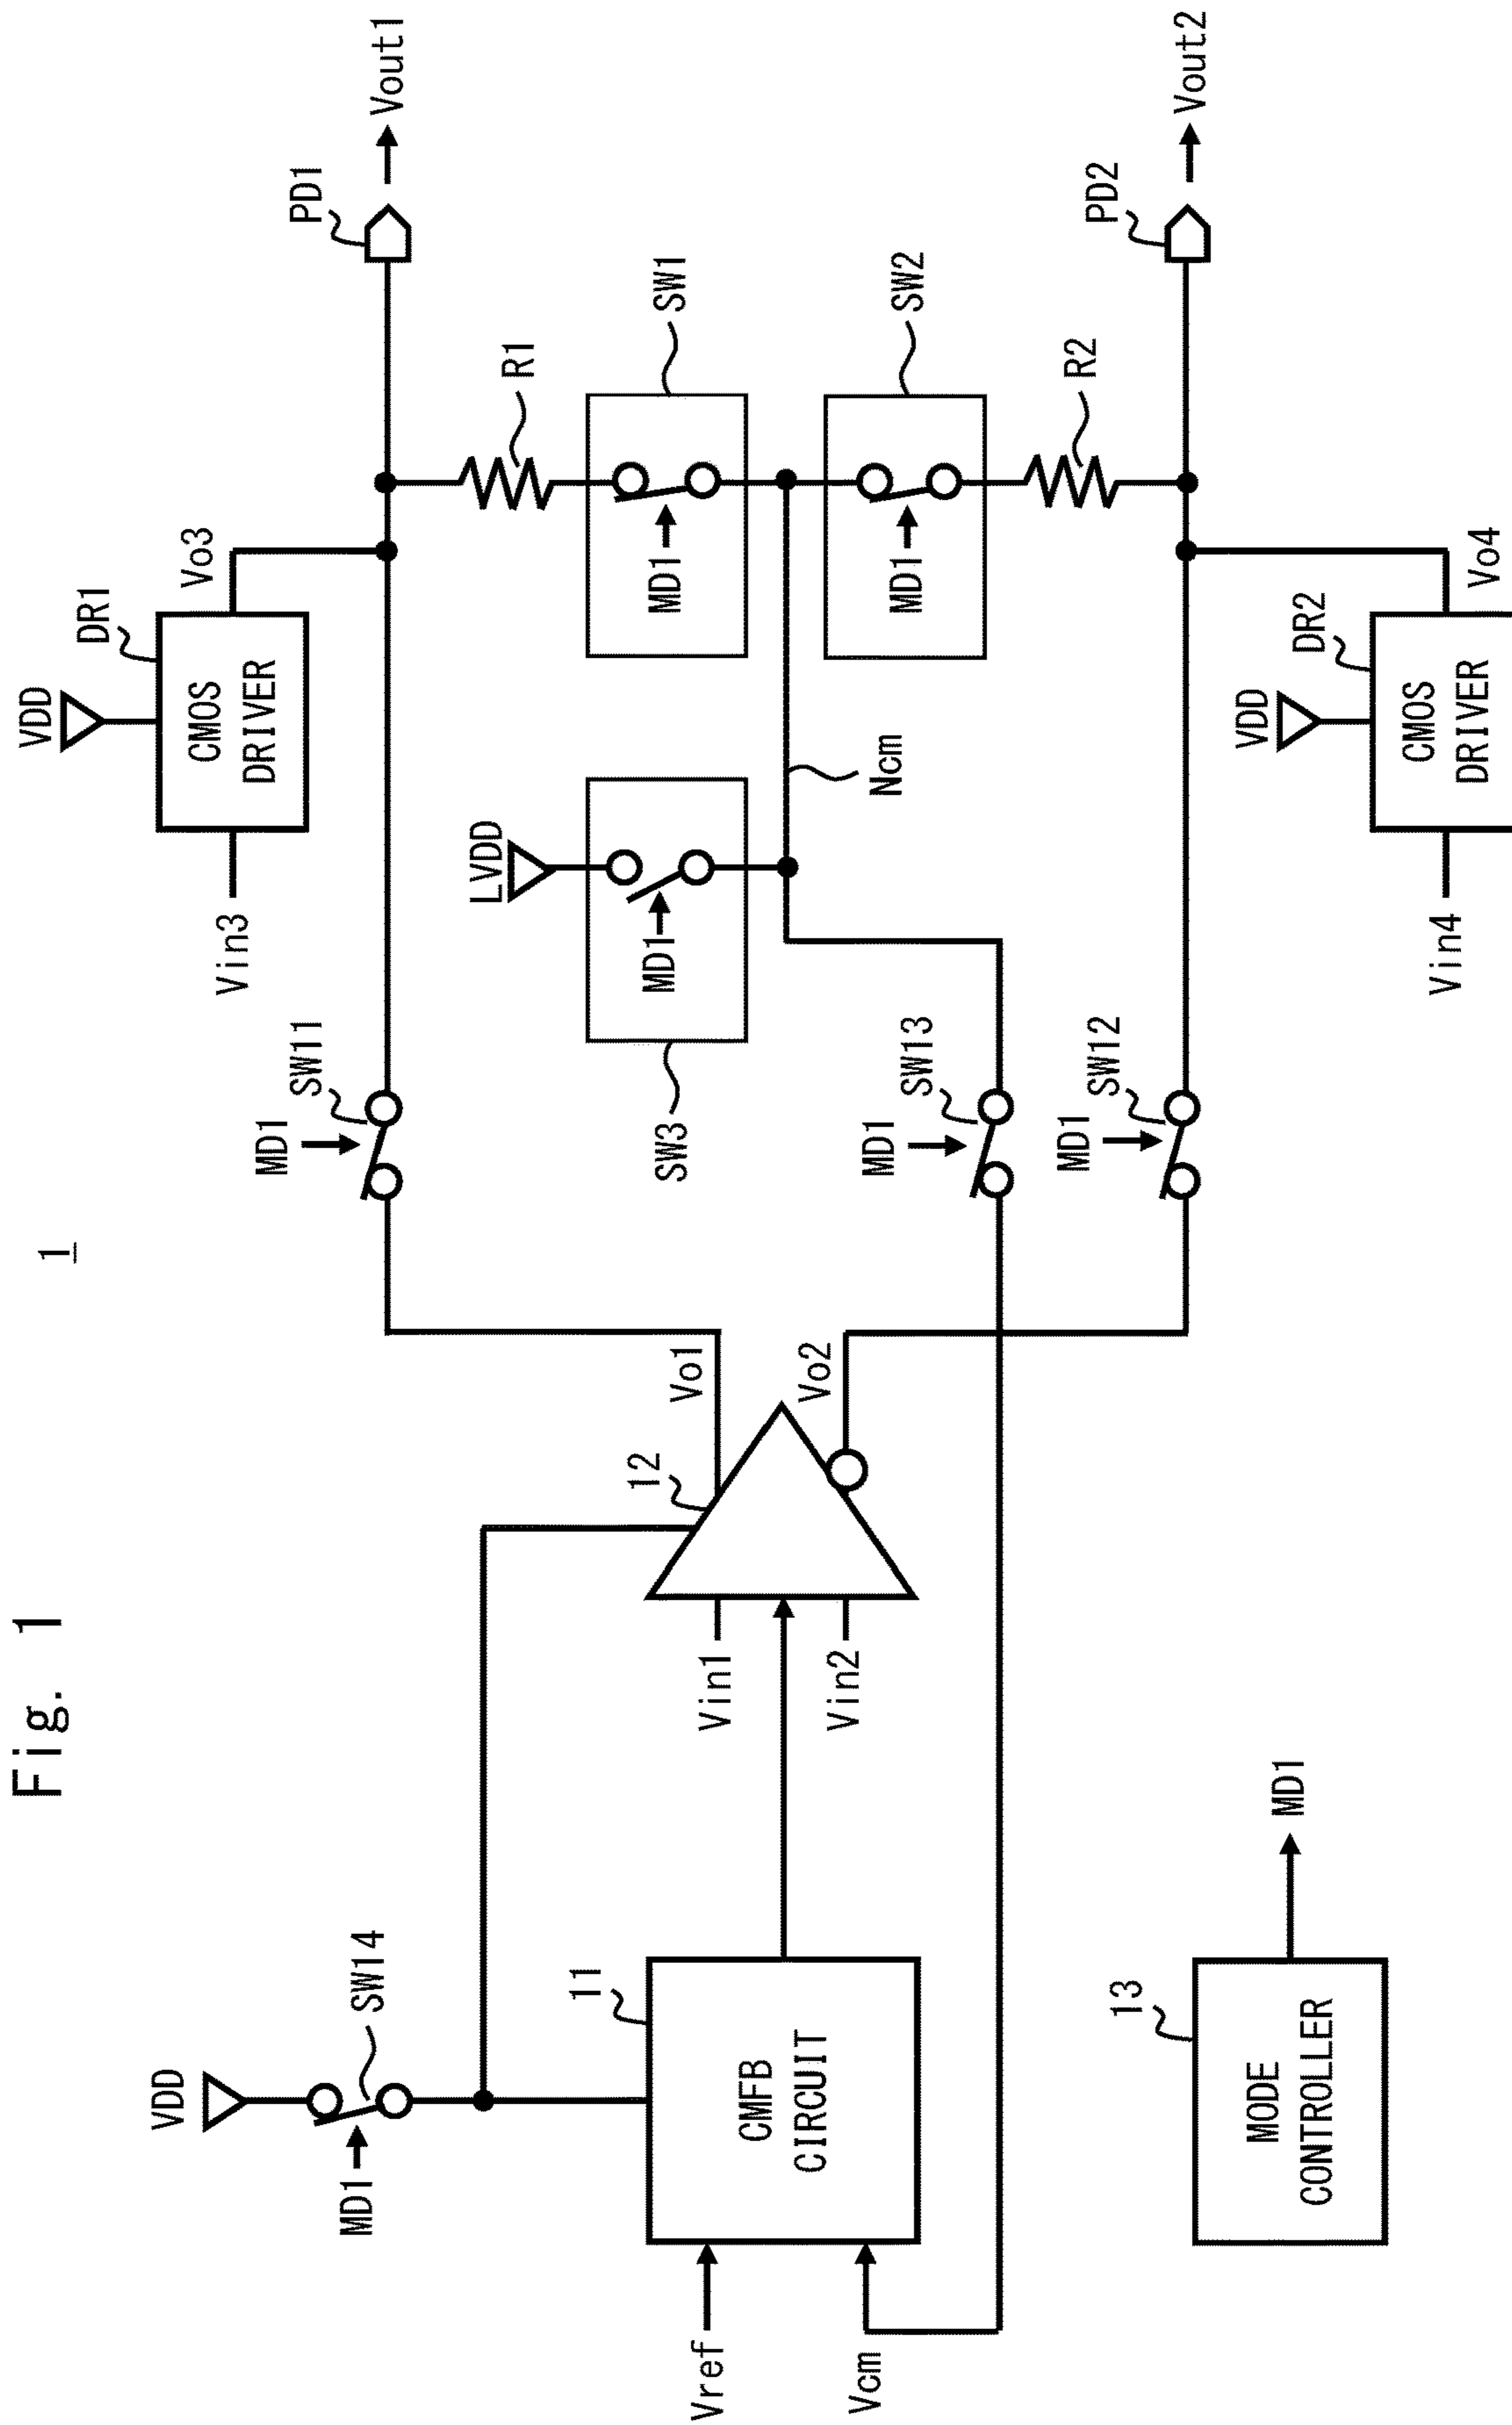 Fig. 1
1
VDD
MD1
SW14
Vref
Vcm
11
CMFB
CIRCUIT
13
MODE
CONTROLLER
MD1
Vin1
Vin2
12
Vo1
Vo2
MD1
SW11
MD1
SW13
MD1
SW12
VDD
DR1
CMOS
DRIVER
Vin3
Vo3
LVDD
MD1
SW3
Ncm
R1
MD1
SW1
MD1
SW2
R2
VDD
DR2
CMOS
DRIVER
Vin4
Vo4
PD1
Vout1
PD2
Vout2